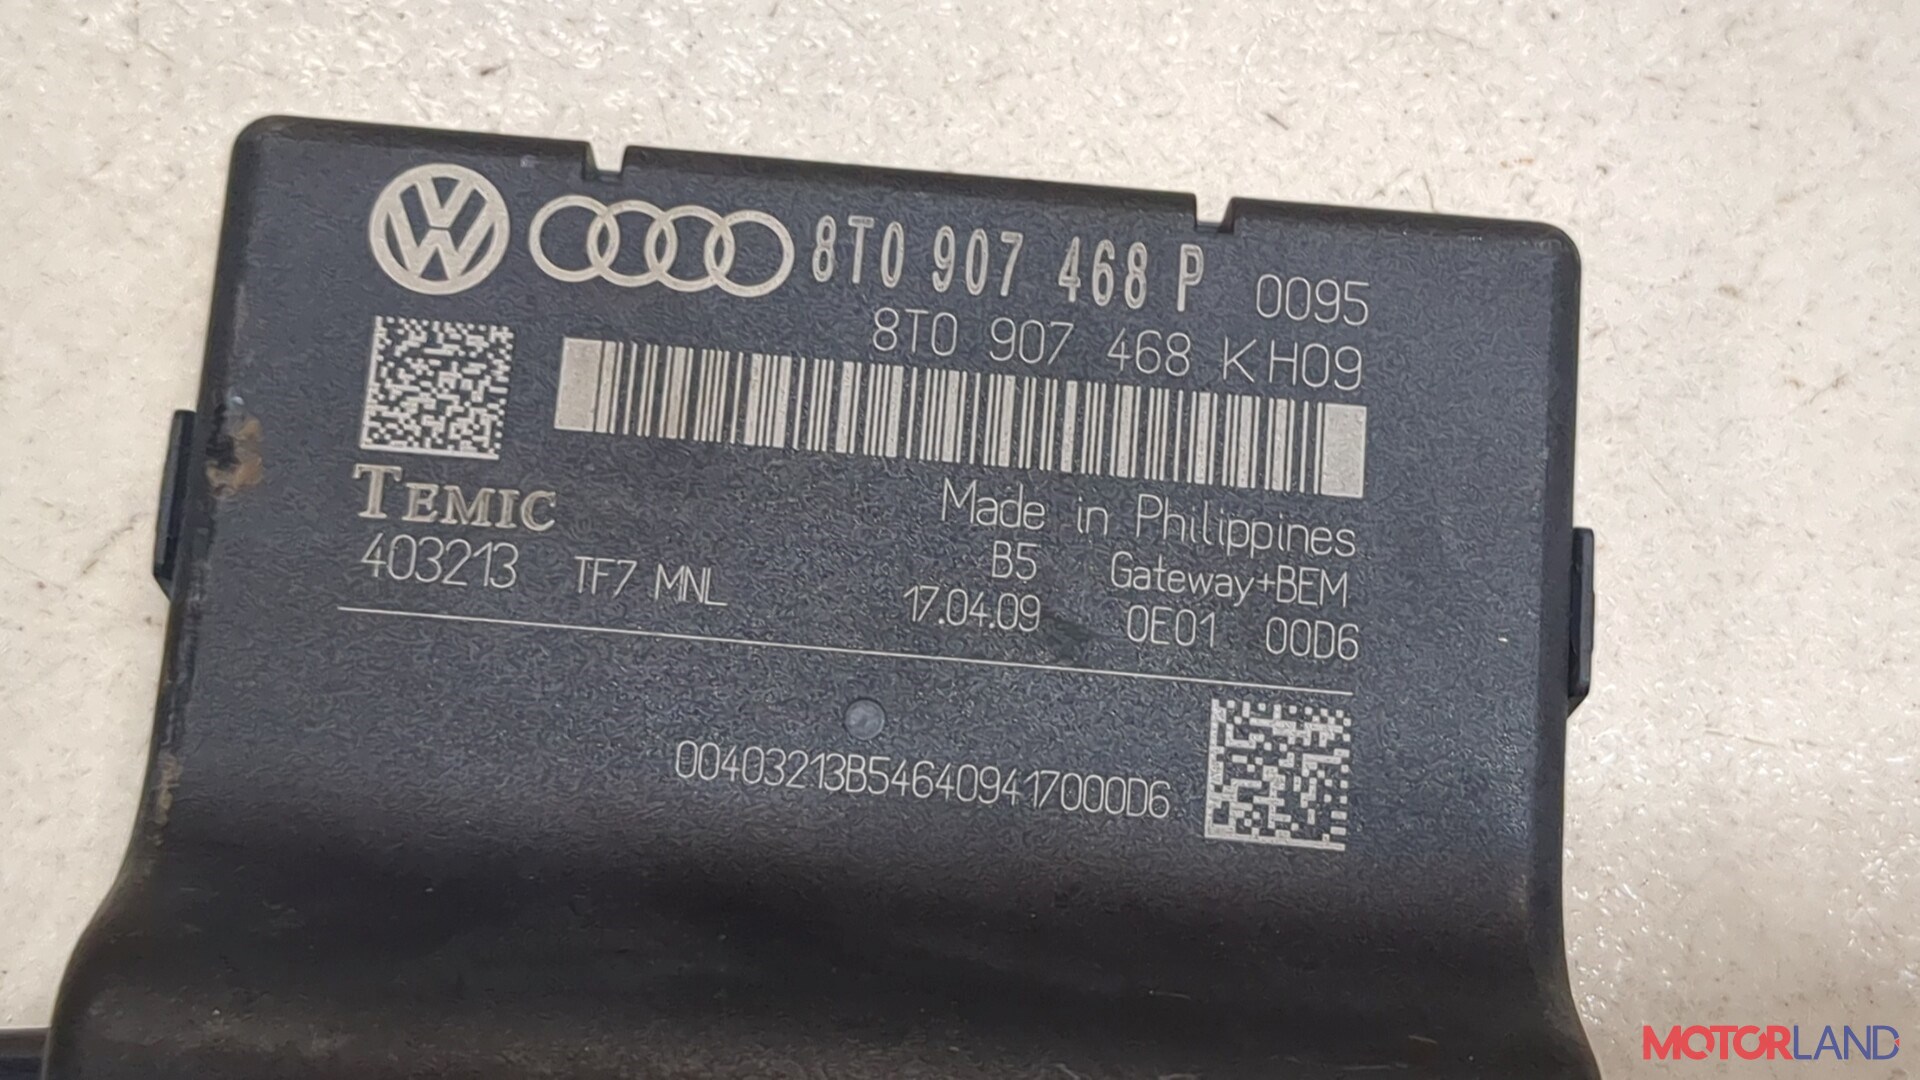 8T0 907 468 P 0095
8T0 907 468 K H09
TEMIC
Made in Philippines
403213 TF7 MNL
B5 Gateway+BEM
17.04.09 0E01 00D6
00403213B546409417000D6
MOTORLAND